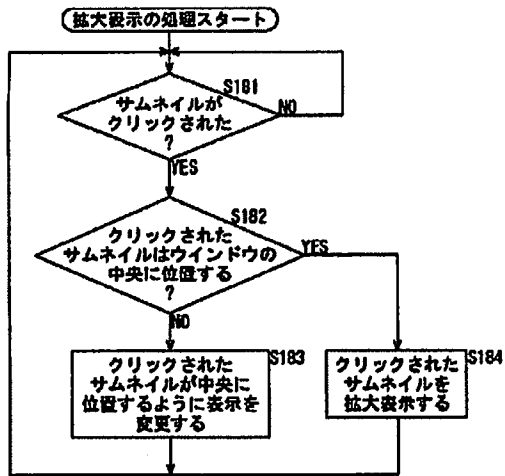 拡大表示の処理スタート
S181
サムネイルが
クリックされた
?
NO
YES
S182
クリックされた
サムネイルはウインドウの
中央に位置する
?
YES
NO
S183
クリックされた
サムネイルが中央に
位置するように表示を
変更する
S184
クリックされた
サムネイルを
拡大表示する